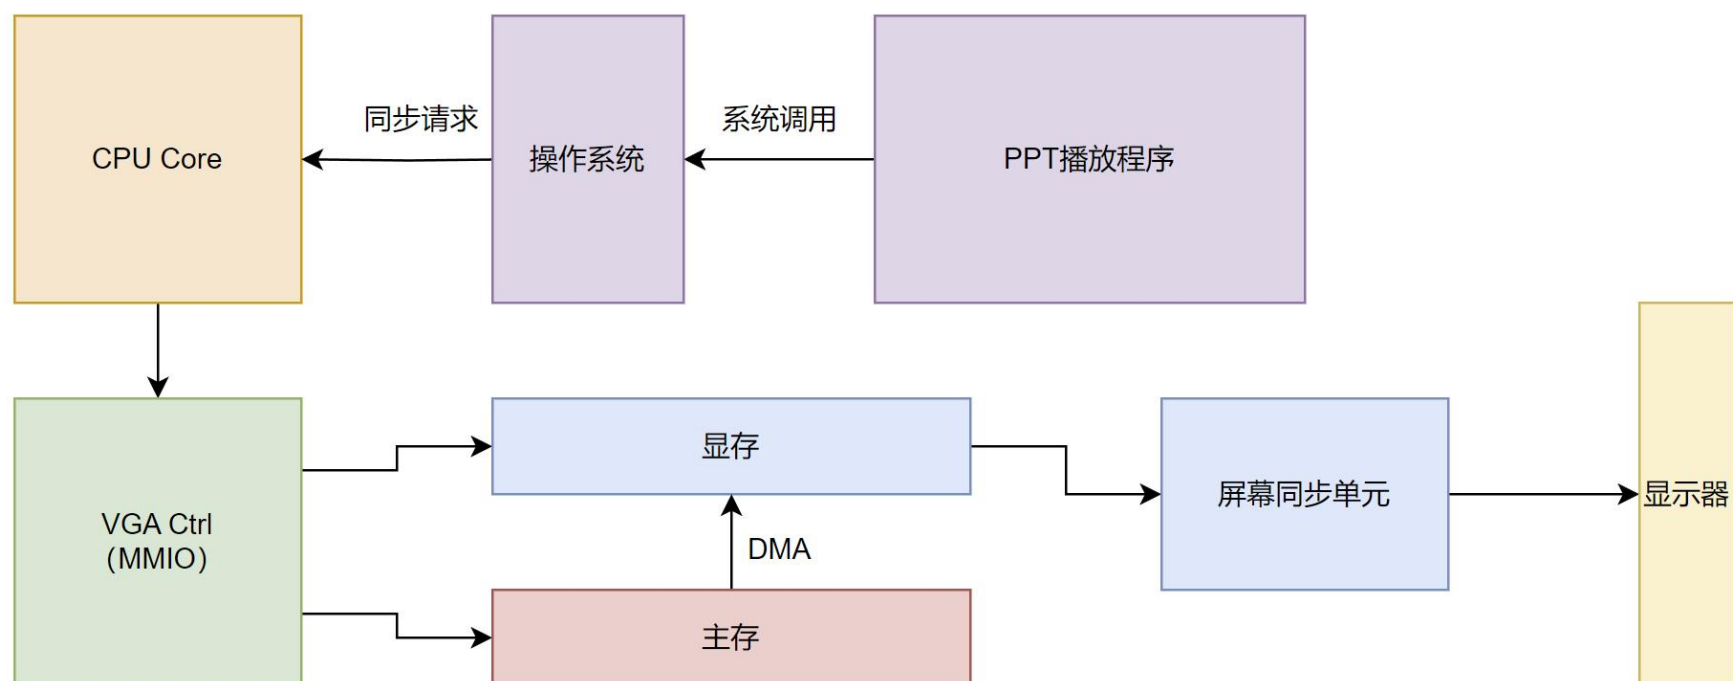 CPU Core
同步请求
操作系统
系统调用
PPT播放程序
VGA Ctrl
（MMIO）
显存
DMA
主存
屏幕同步单元
显示器